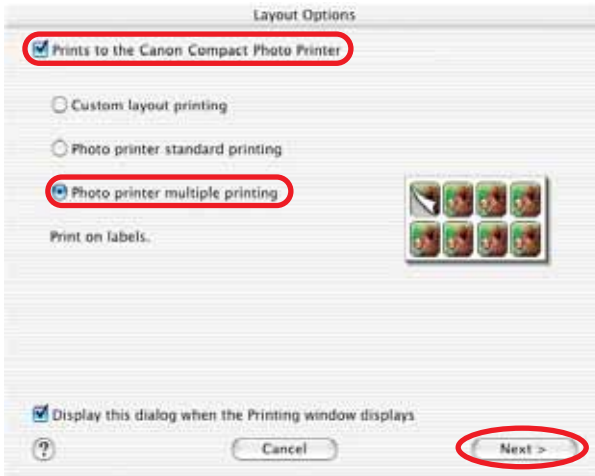 Layout Options
Prints to the Canon Compact Photo Printer
Custom layout printing
Photo printer standard printing
Photo printer multiple printing
Print on labels.
Display this dialog when the Printing window displays
? Cancel Next >